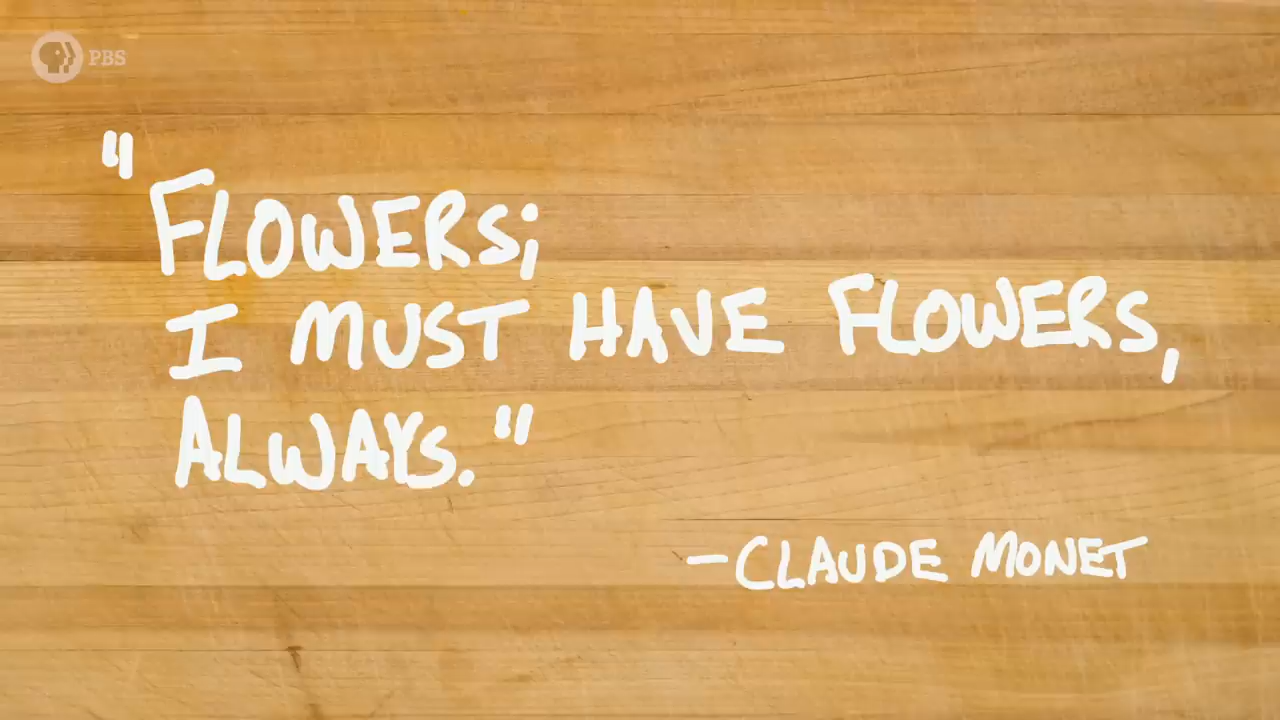 PBS
"FLOWERS;
I MUST HAVE FLOWERS,
ALWAYS."
-CLAUDE MONET